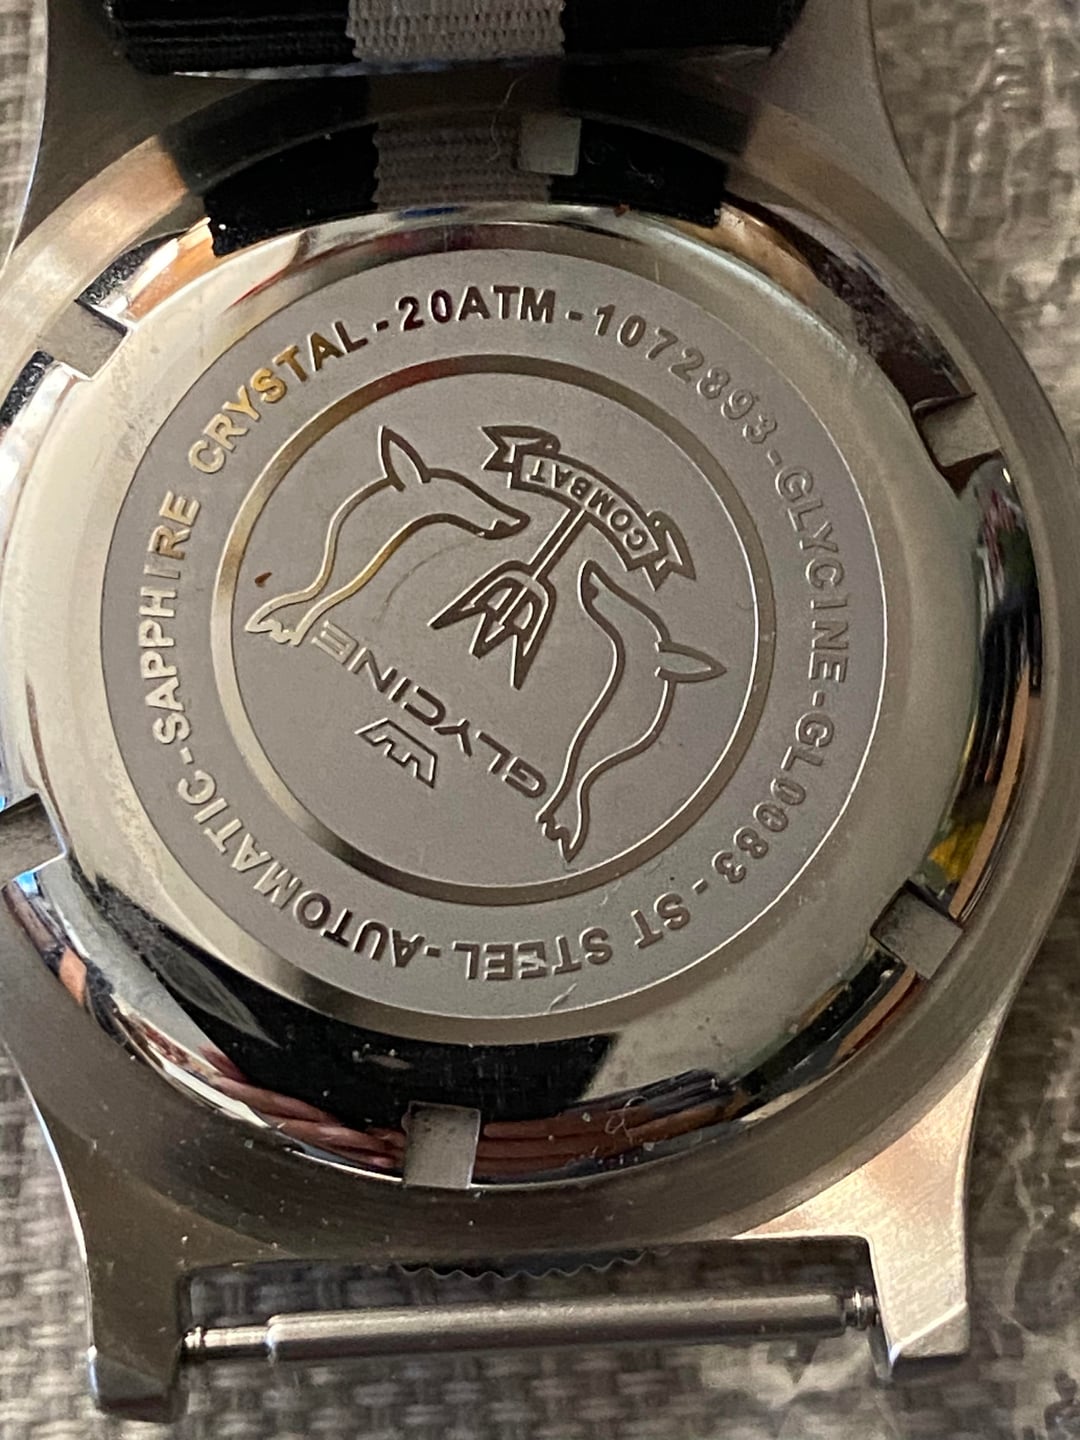 GLYCINE-GL0083-ST STEEL-AUTOMATIC-SAPPHIRE CRYSTAL-20ATM-1072893-
COMBAT
GLYCINE